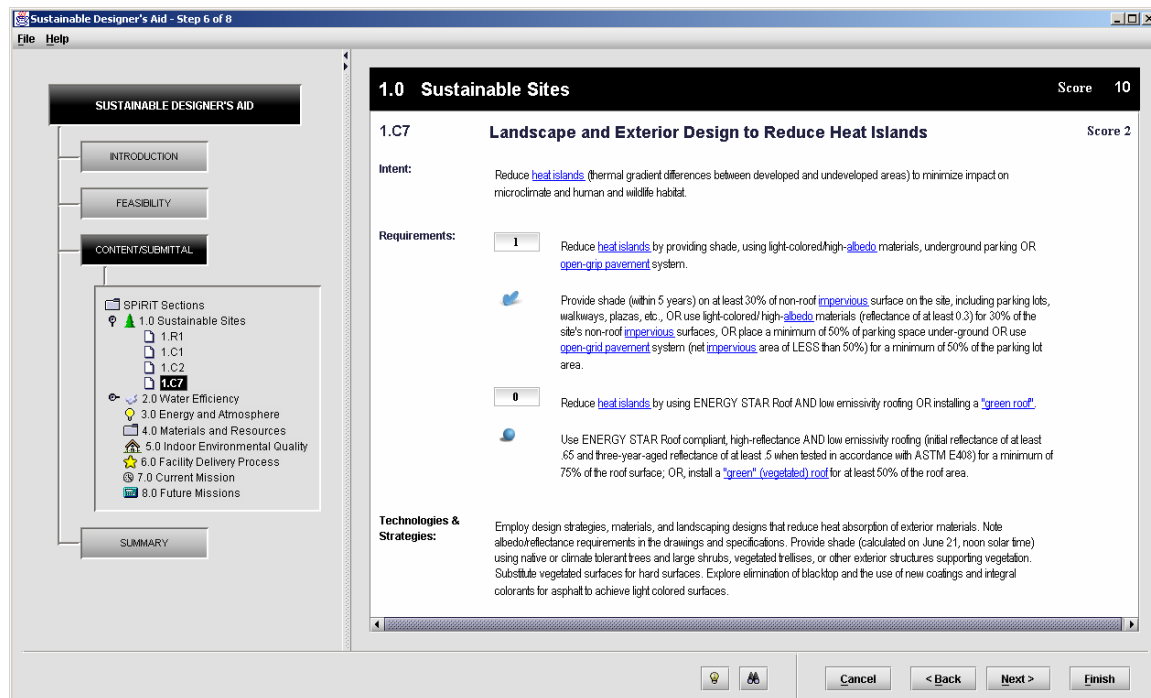 Sustainable Designer's Aid - Step 6 of 8
File Help
SUSTAINABLE DESIGNER'S AID
INTRODUCTION
FEASIBILITY
CONTENT/SUBMITTAL
SPiRiT Sections
1.0 Sustainable Sites
1.R1
1.C1
1.C2
1.C7
2.0 Water Efficiency
3.0 Energy and Atmosphere
4.0 Materials and Resources
5.0 Indoor Environmental Quality
6.0 Facility Delivery Process
7.0 Current Mission
8.0 Future Missions
SUMMARY
1.0 Sustainable Sites Score 10
1.C7 Landscape and Exterior Design to Reduce Heat Islands Score 2
Intent:
Reduce heat islands (thermal gradient differences between developed and undeveloped areas) to minimize impact on
microclimate and human and wildlife habitat.
Requirements:
1
Reduce heat islands by providing shade, using light-colored/high-albedo materials, underground parking OR
open-grip pavement system.
Provide shade (within 5 years) on at least 30% of non-roof impervious surface on the site, including parking lots,
walkways, plazas, etc., OR use light-colored/ high-albedo materials (reflectance of at least 0.3) for 30% of the
site's non-roof impervious surfaces, OR place a minimum of 50% of parking space under-ground OR use
open-grid pavement system (net impervious area of LESS than 50%) for a minimum of 50% of the parking lot
area.
0
Reduce heat islands by using ENERGY STAR Roof AND low emissivity roofing OR installing a "green roof".
Use ENERGY STAR Roof compliant, high-reflectance AND low emissivity roofing (initial reflectance of at least
.65 and three-year-aged reflectance of at least .5 when tested in accordance with ASTM E408) for a minimum of
75% of the roof surface; OR, install a "green" (vegetated) roof for at least 50% of the roof area.
Technologies &
Strategies:
Employ design strategies, materials, and landscaping designs that reduce heat absorption of exterior materials. Note
albedo/reflectance requirements in the drawings and specifications. Provide shade (calculated on June 21, noon solar time)
using native or climate tolerant trees and large shrubs, vegetated trellises, or other exterior structures supporting vegetation.
Substitute vegetated surfaces for hard surfaces. Explore elimination of blacktop and the use of new coatings and integral
colorants for asphalt to achieve light colored surfaces.
Cancel < Back Next > Finish